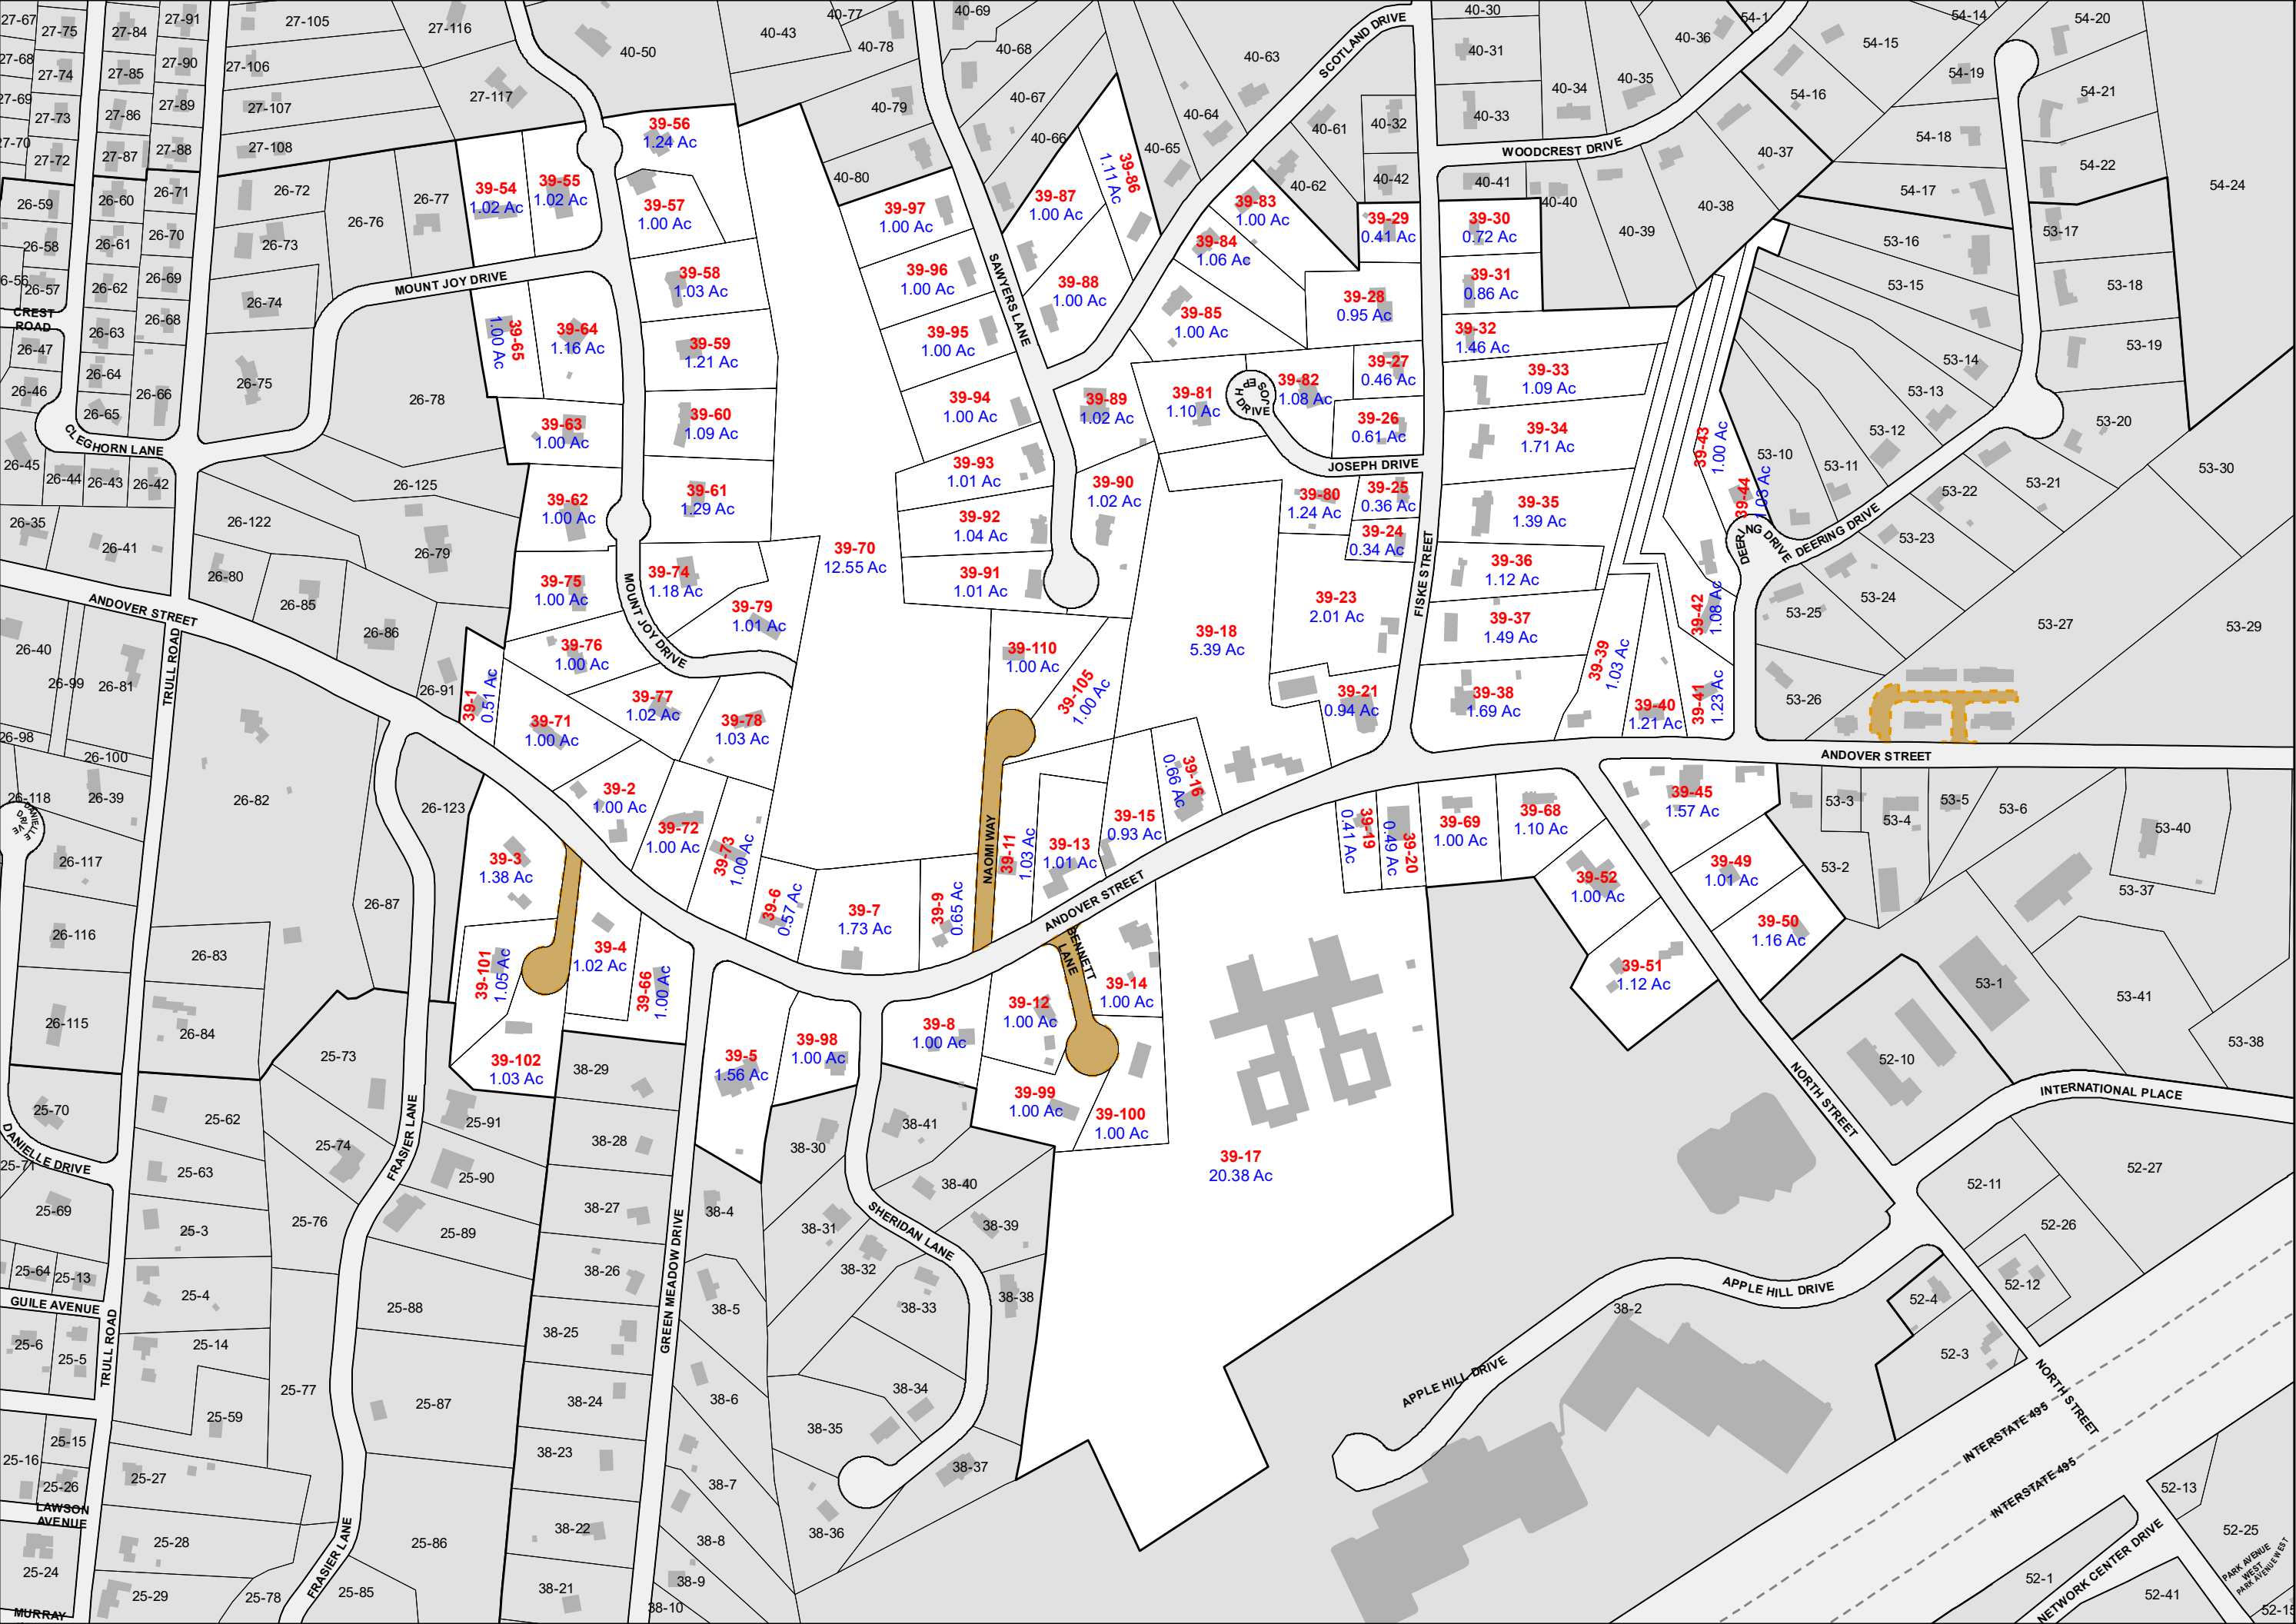 27-67
27-75
27-84
27-91
27-105
27-116
40-50
40-43
40-77
40-78
40-69
40-68
40-63
SCOTLAND DRIVE
40-30
40-31
40-36
54-1
54-15
54-14
54-20
27-68
27-74
27-85
27-90
27-106
27-117
40-79
40-67
40-64
40-34
40-35
54-16
54-19
54-21
27-69
27-73
27-86
27-89
27-107
39-56
1.24 Ac
40-66
40-65
40-61
40-32
40-33
54-18
27-70
27-72
27-87
27-88
27-108
40-80
39-86
1.11 Ac
40-62
40-42
40-41
WOODCREST DRIVE
40-37
54-22
54-17
54-24
26-59
26-60
26-71
26-72
26-77
26-76
39-54
1.02 Ac
39-55
1.02 Ac
39-57
1.00 Ac
39-97
1.00 Ac
39-87
1.00 Ac
39-83
1.00 Ac
39-29
0.41 Ac
39-30
0.72 Ac
40-40
40-39
40-38
53-16
53-17
26-58
26-61
26-70
26-73
39-84
1.06 Ac
26-57
26-62
26-69
26-74
MOUNT JOY DRIVE
39-58
1.03 Ac
39-96
1.00 Ac
SAWYERS LANE
39-88
1.00 Ac
39-85
1.00 Ac
39-28
0.95 Ac
39-31
0.86 Ac
53-15
53-18
CREST
ROAD
26-63
26-68
39-65
1.00 Ac
39-64
1.16 Ac
39-59
1.21 Ac
39-95
1.00 Ac
39-32
1.46 Ac
53-14
53-19
26-47
26-46
26-64
26-66
26-65
26-75
26-78
39-94
1.00 Ac
39-89
1.02 Ac
39-81
1.10 Ac
JOSEPH DRIVE
39-82
1.08 Ac
39-27
0.46 Ac
39-33
1.09 Ac
53-13
53-12
53-20
CLEGHORN LANE
39-63
1.00 Ac
39-60
1.09 Ac
39-26
0.61 Ac
39-34
1.71 Ac
39-43
1.00 Ac
53-10
53-11
53-30
26-45
26-44
26-43
26-42
26-125
39-93
1.01 Ac
39-90
1.02 Ac
JOSEPH DRIVE
39-80
1.24 Ac
39-25
0.36 Ac
39-35
1.39 Ac
39-44
1.03 Ac
53-22
53-21
26-35
26-41
26-122
26-79
39-62
1.00 Ac
39-61
1.29 Ac
39-92
1.04 Ac
39-24
0.34 Ac
DEERING DRIVE
DEERING DRIVE
53-23
26-80
26-85
39-75
1.00 Ac
39-74
1.18 Ac
39-70
12.55 Ac
39-91
1.01 Ac
39-23
2.01 Ac
FISKE STREET
39-36
1.12 Ac
39-42
1.08 Ac
53-25
53-24
ANDOVER STREET
26-86
MOUNT JOY DRIVE
39-79
1.01 Ac
39-18
5.39 Ac
39-37
1.49 Ac
53-27
53-29
26-40
26-99
26-81
TRULL ROAD
26-91
39-1
0.51 Ac
39-76
1.00 Ac
39-77
1.02 Ac
39-110
1.00 Ac
39-105
1.00 Ac
39-21
0.94 Ac
39-38
1.69 Ac
39-39
1.03 Ac
39-40
1.21 Ac
39-41
1.23 Ac
53-26
26-98
26-100
39-71
1.00 Ac
39-78
1.03 Ac
ANDOVER STREET
26-118
26-39
DANIELLE
DRIVE
26-82
26-123
39-2
1.00 Ac
39-16
0.66 Ac
39-45
1.57 Ac
53-3
53-4
53-5
53-6
53-40
26-117
39-3
1.38 Ac
39-72
1.00 Ac
39-73
1.00 Ac
NAOMI WAY
39-11
1.03 Ac
39-13
1.01 Ac
39-15
0.93 Ac
39-19
0.41 Ac
39-20
0.49 Ac
39-69
1.00 Ac
39-68
1.10 Ac
39-52
1.00 Ac
39-49
1.01 Ac
53-2
53-37
26-87
39-6
0.57 Ac
39-7
1.73 Ac
39-9
0.65 Ac
ANDOVER STREET
26-116
26-83
39-101
1.05 Ac
39-4
1.02 Ac
39-66
1.00 Ac
BENNETT
LANE
39-14
1.00 Ac
39-50
1.16 Ac
39-51
1.12 Ac
53-1
53-41
26-115
26-84
39-12
1.00 Ac
39-8
1.00 Ac
39-98
1.00 Ac
39-5
1.56 Ac
53-38
25-73
39-102
1.03 Ac
38-29
39-99
1.00 Ac
39-100
1.00 Ac
52-10
NORTH STREET
INTERNATIONAL PLACE
25-70
25-62
25-74
FRASIER LANE
25-91
38-28
38-30
38-41
DANIELLE DRIVE
25-71
25-63
25-90
39-17
20.38 Ac
52-27
25-69
25-3
25-76
25-89
38-27
38-4
38-31
38-40
38-39
SHERIDAN LANE
52-11
52-26
25-64
25-13
38-26
38-32
APPLE HILL DRIVE
52-12
GUILE AVENUE
25-4
25-88
GREEN MEADOW DRIVE
38-5
38-33
38-38
38-2
52-4
25-6
25-5
TRULL ROAD
25-14
38-25
APPLE HILL DRIVE
52-3
25-77
25-59
25-87
38-24
38-6
38-34
38-35
NORTH STREET
INTERSTATE 495
25-15
25-16
25-26
25-27
38-23
38-7
38-37
INTERSTATE 495
52-13
LAWSON
AVENUE
25-28
25-86
38-22
38-8
38-36
52-25
25-24
25-29
25-78
FRASIER LANE
25-85
38-21
38-9
38-10
52-1
NETWORK CENTER DRIVE
52-41
PARK AVENUE
WEST
PARK AVENUE WEST
MURRAY